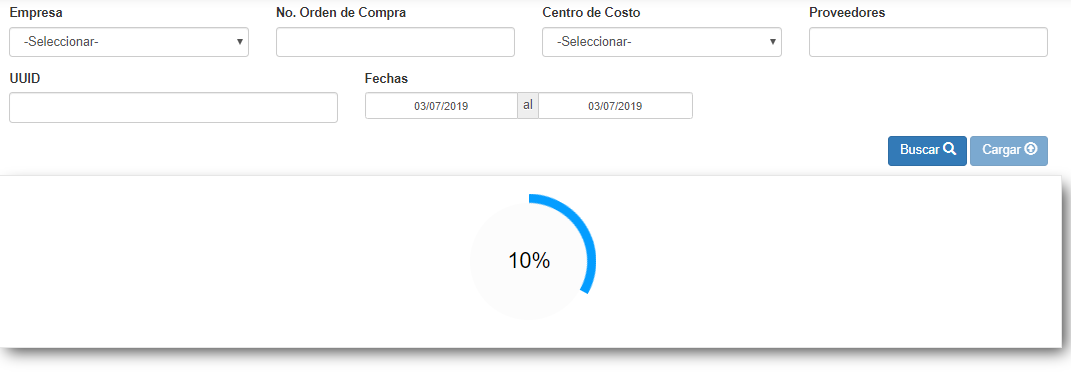 Empresa No. Orden de Compra Centro de Costo Proveedores
-Seleccionar- -Seleccionar-
UUID Fechas
03/07/2019 al 03/07/2019
Buscar Cargar
10%